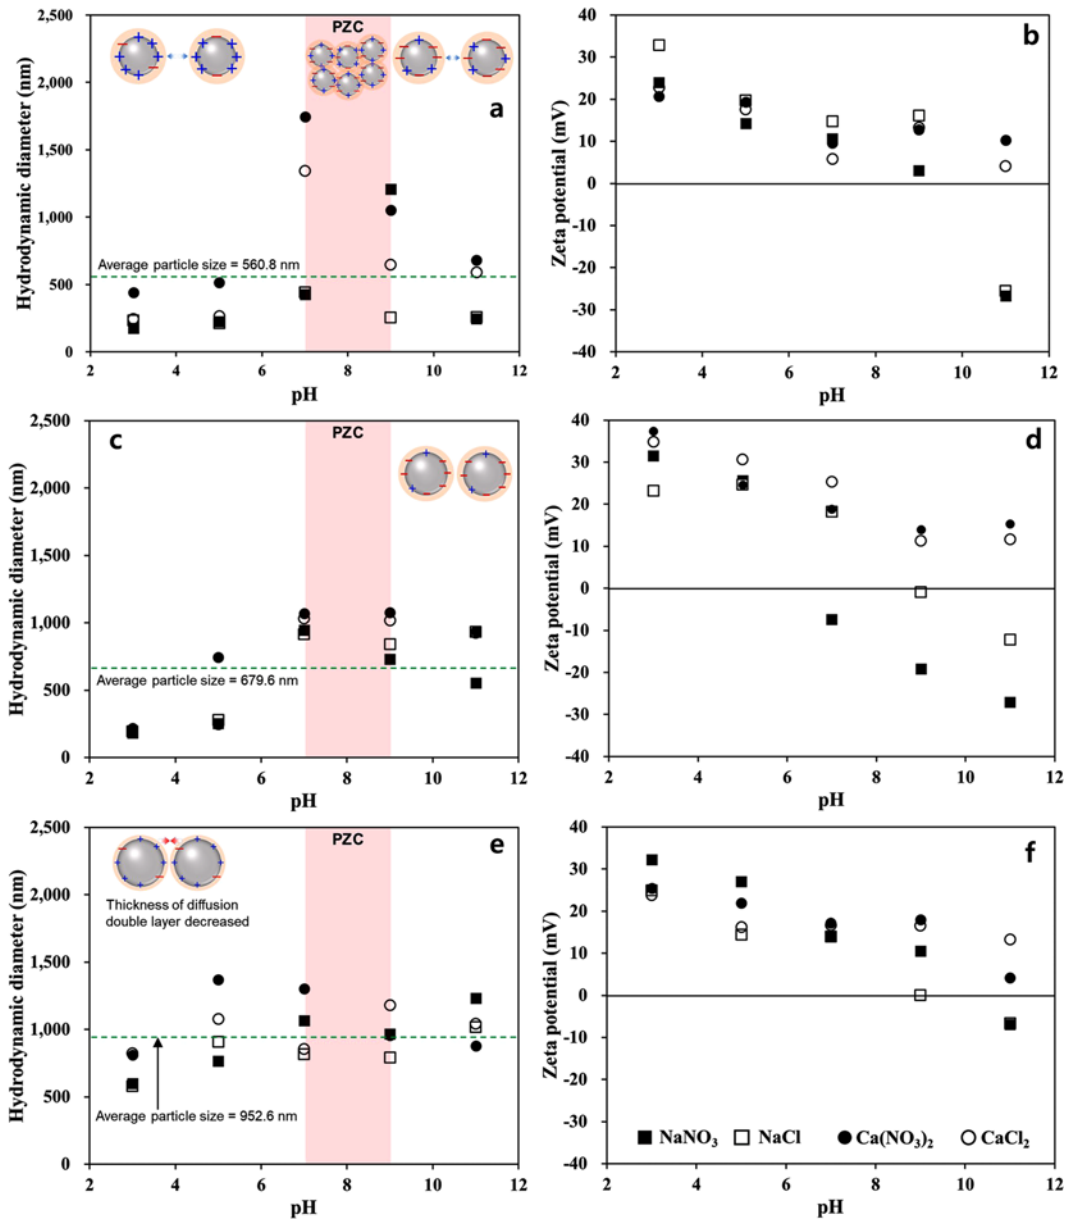 PZC
a
2,500
2,000
1,500
1,000
500
0
Hydrodynamic diameter (nm)
Average particle size = 560.8 nm
2 4 6 8 10 12
pH
b
40
30
20
10
0
-10
-20
-30
-40
Zeta potential (mV)
2 4 6 8 10 12
pH
c
PZC
2,500
2,000
1,500
1,000
500
0
Hydrodynamic diameter (nm)
Average particle size = 679.6 nm
2 4 6 8 10 12
pH
d
40
30
20
10
0
-10
-20
-30
-40
Zeta potential (mV)
2 4 6 8 10 12
pH
PZC
e
2,500
2,000
1,500
1,000
500
0
Hydrodynamic diameter (nm)
Thickness of diffusion
double layer decreased
Average particle size = 952.6 nm
2 4 6 8 10 12
pH
f
40
30
20
10
0
-10
-20
-30
-40
Zeta potential (mV)
NaNO₃ NaCl Ca(NO₃)₂ CaCl₂
2 4 6 8 10 12
pH